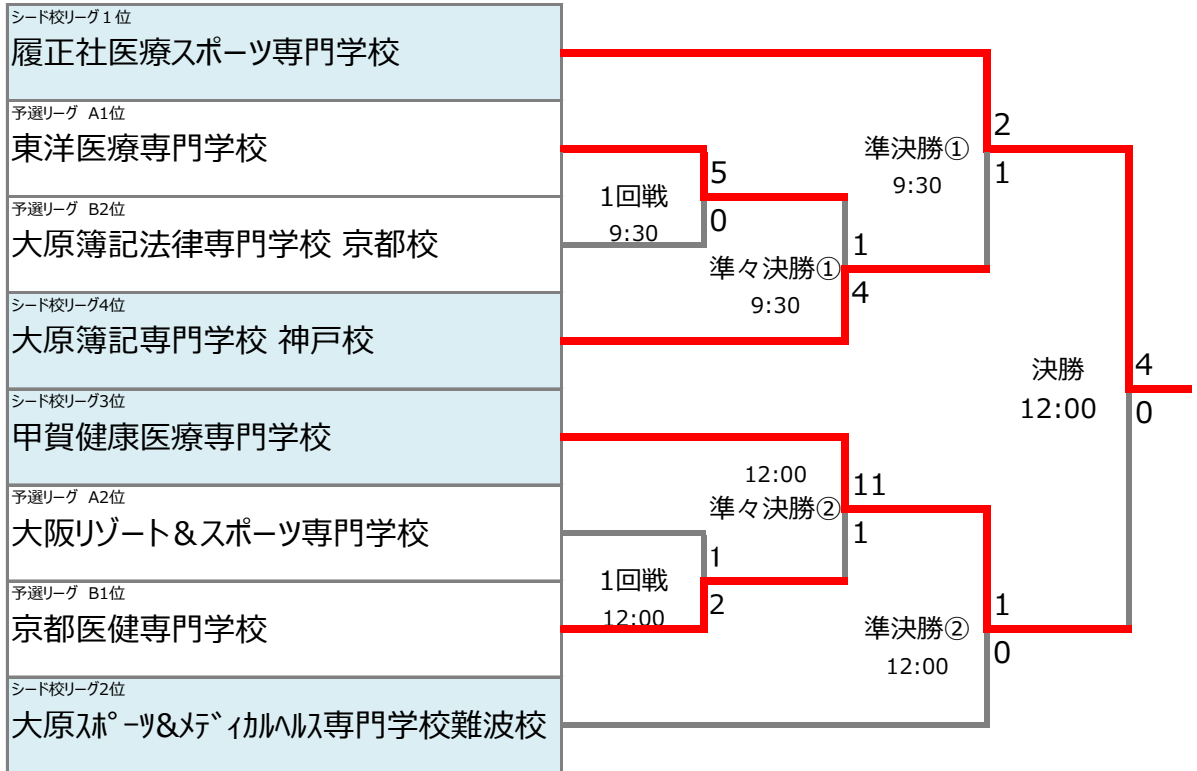 シード校リーグ１位
履正社医療スポーツ専門学校
予選リーグ A1位
東洋医療専門学校
予選リーグ B2位
大原簿記法律専門学校 京都校
シード校リーグ4位
大原簿記専門学校 神戸校
シード校リーグ3位
甲賀健康医療専門学校
予選リーグ A2位
大阪リゾート＆スポーツ専門学校
予選リーグ B1位
京都医健専門学校
シード校リーグ2位
大原ｽﾎﾟｰﾂ&ﾒﾃﾞｨｶﾙﾍﾙｽ専門学校難波校
1回戦
9:30
5
0
準々決勝①
9:30
1
4
準決勝①
9:30
2
1
12:00
準々決勝②
11
1
1回戦
12:00
1
2
準決勝②
12:00
1
0
決勝
12:00
4
0